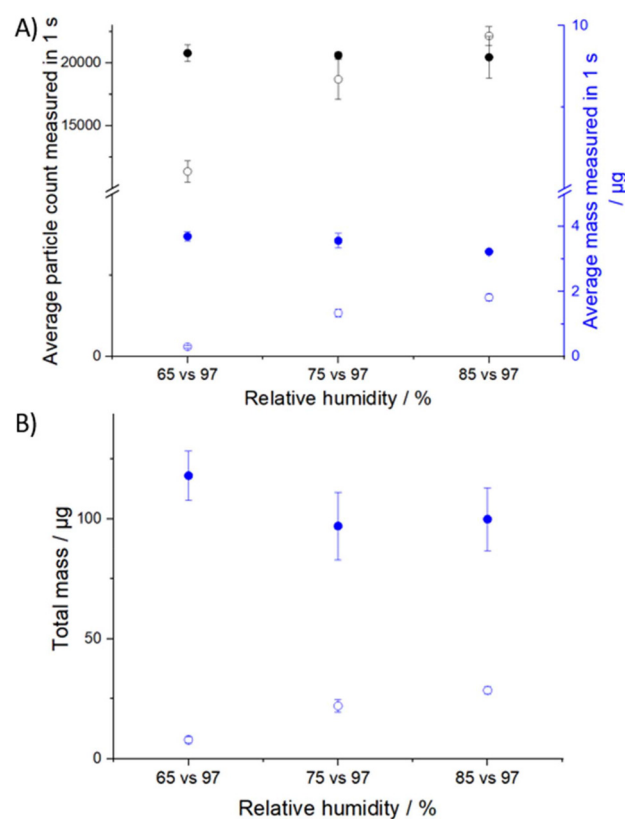 A)
Average particle count measured in 1 s
20000
15000
0
10
4
2
0
Average mass measured in 1 s
/ µg
65 vs 97
75 vs 97
85 vs 97
Relative humidity / %
B)
Total mass / µg
100
50
0
65 vs 97
75 vs 97
85 vs 97
Relative humidity / %